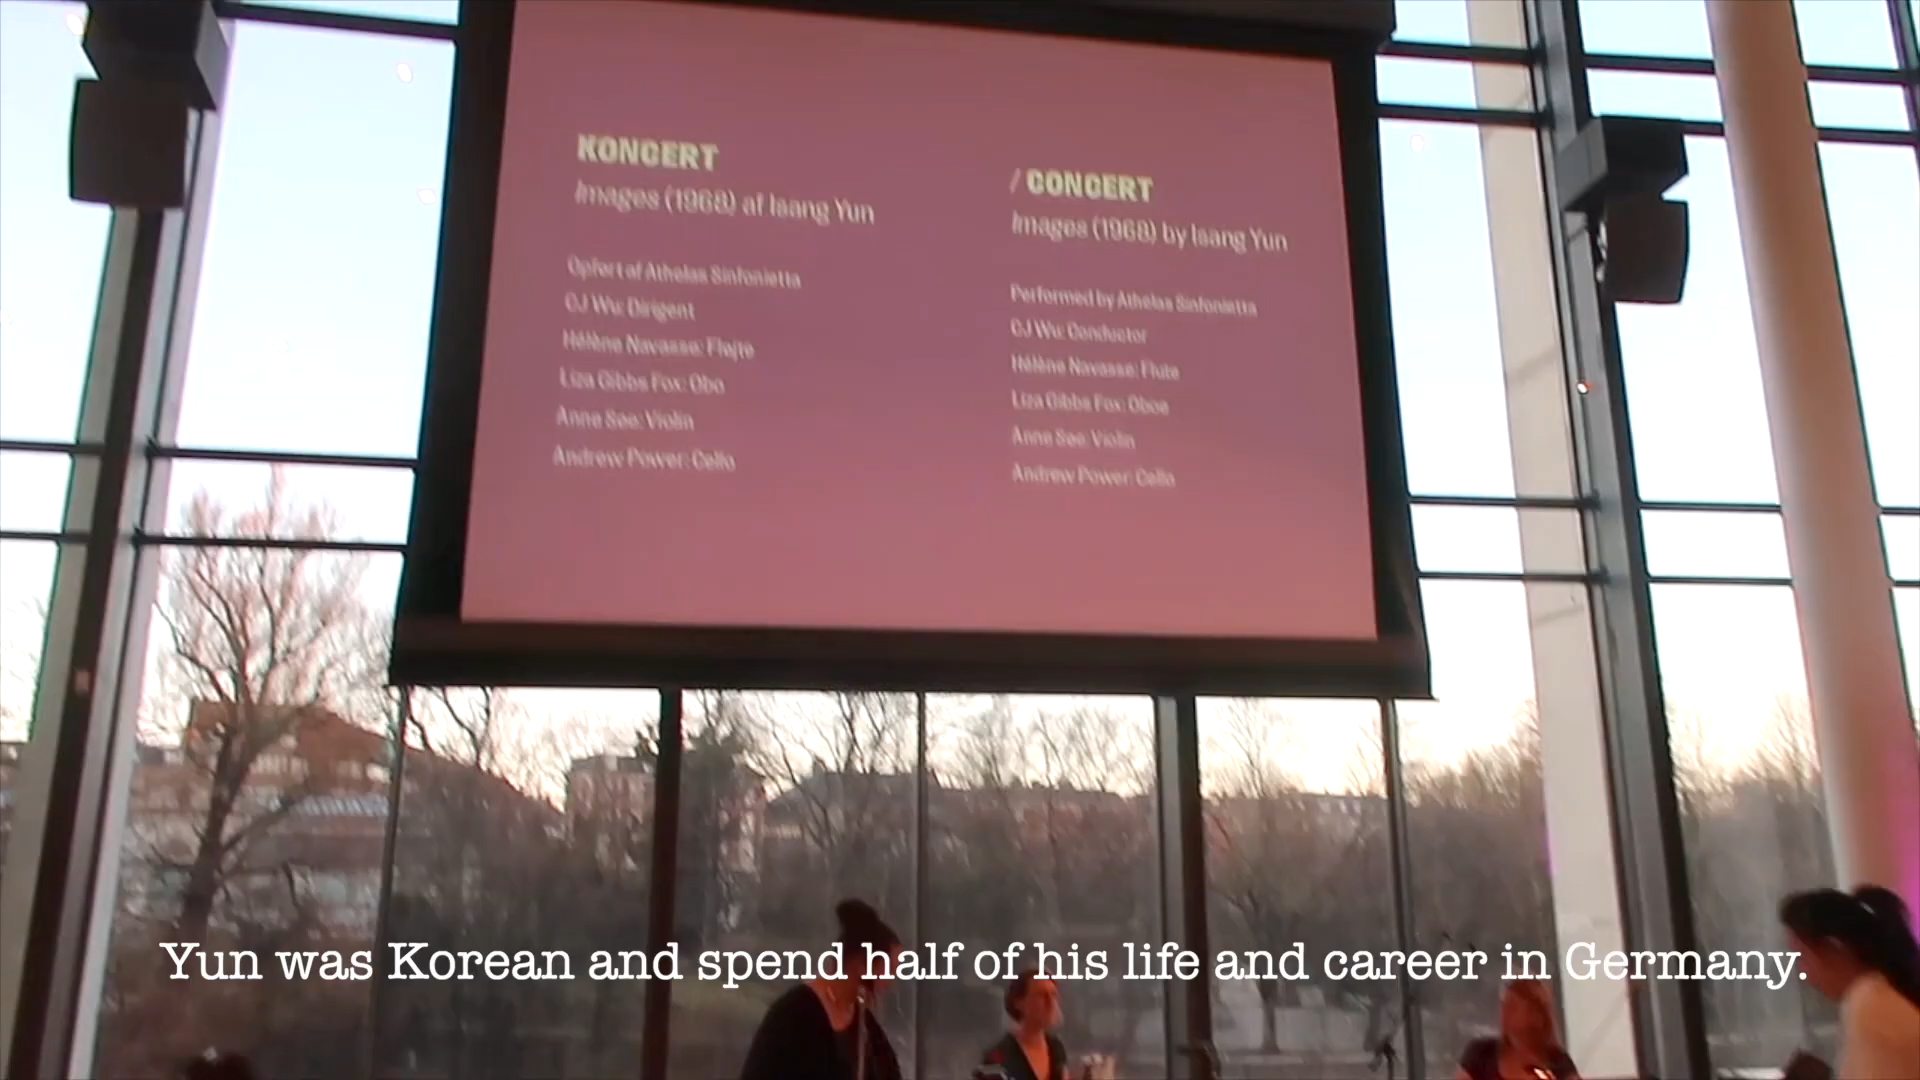 KONCERT
Images (1968) af Isang Yun
Opført af Athelas Sinfonietta
CJ Wu: Dirigent
Hélène Navasse: Fløjte
Liza Gibbs Fox: Obo
Anne Søe: Violin
Andrew Power: Cello
/ CONCERT
Images (1968) by Isang Yun
Performed by Athelas Sinfonietta
CJ Wu: Conductor
Hélène Navasse: Flute
Liza Gibbs Fox: Oboe
Anne Søe: Violin
Andrew Power: Cello
Yun was Korean and spend half of his life and career in Germany.